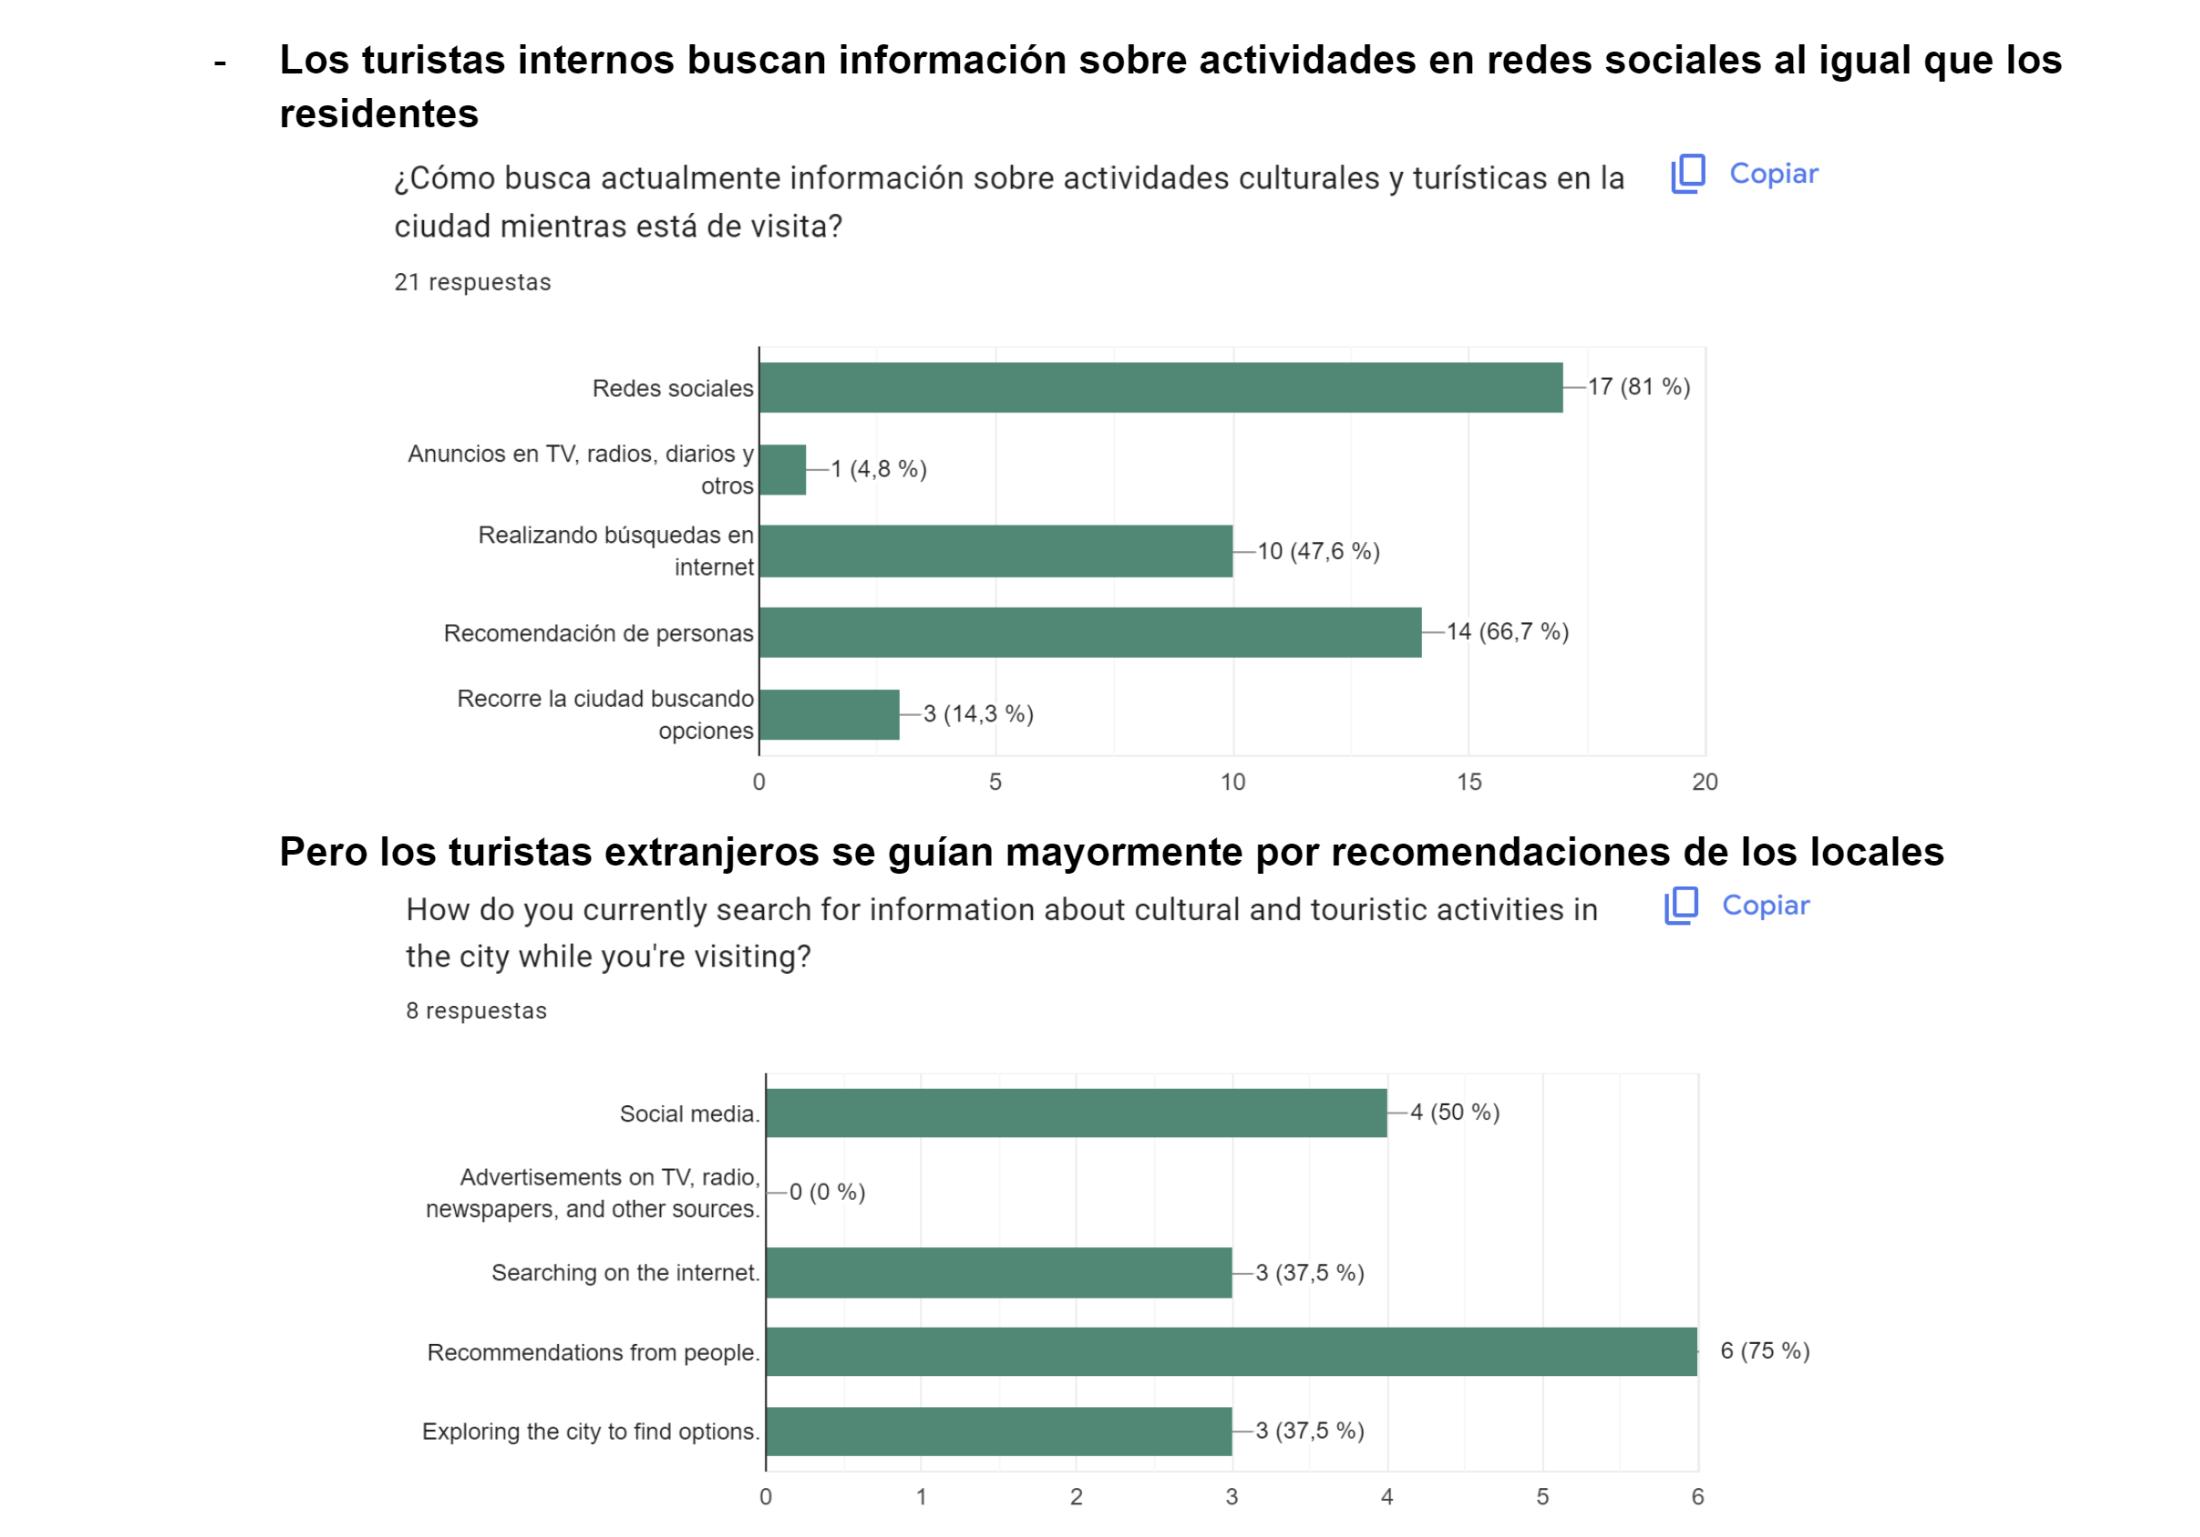 - Los turistas internos buscan información sobre actividades en redes sociales al igual que los
residentes
¿Cómo busca actualmente información sobre actividades culturales y turísticas en la
ciudad mientras está de visita?
Copiar
21 respuestas
Redes sociales
17 (81 %)
Anuncios en TV, radios, diarios y
otros
1 (4,8 %)
Realizando búsquedas en
internet
10 (47,6 %)
Recomendación de personas
14 (66,7 %)
Recorre la ciudad buscando
opciones
3 (14,3 %)
0 5 10 15 20
Pero los turistas extranjeros se guían mayormente por recomendaciones de los locales
How do you currently search for information about cultural and touristic activities in
the city while you're visiting?
Copiar
8 respuestas
Social media.
4 (50 %)
Advertisements on TV, radio,
newspapers, and other sources.
0 (0 %)
Searching on the internet.
3 (37,5 %)
Recommendations from people.
6 (75 %)
Exploring the city to find options.
3 (37,5 %)
0 1 2 3 4 5 6